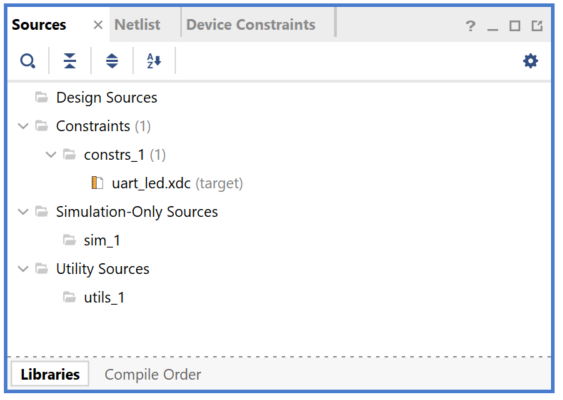 Sources × Netlist Device Constraints ? _
A Z
Design Sources
Constraints (1)
constrs_1 (1)
uart_led.xdc (target)
Simulation-Only Sources
sim_1
Utility Sources
utils_1
Libraries Compile Order